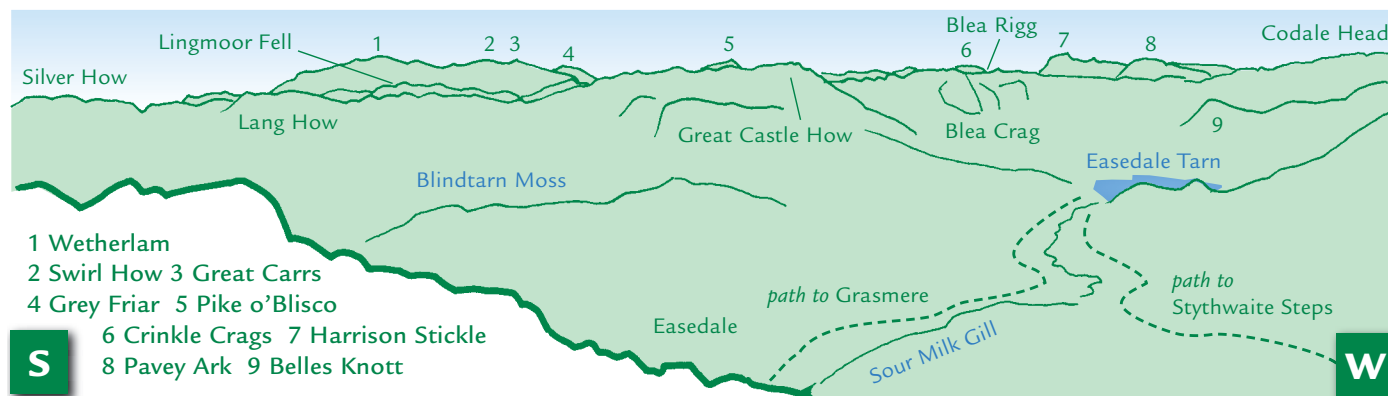 Blea Rigg
Lingmoor Fell
1
2
3
4
5
6
7
8
Codale Head
Silver How
Lang How
Great Castle How
Blea Crag
9
Easedale Tarn
Blindtarn Moss
1 Wetherlam
2 Swirl How 3 Great Carrs
4 Grey Friar 5 Pike o’Blisco
6 Crinkle Crags 7 Harrison Stickle
8 Pavey Ark 9 Belles Knott
path to Grasmere
path to
Stythwaite Steps
Easedale
Sour Milk Gill
S
W